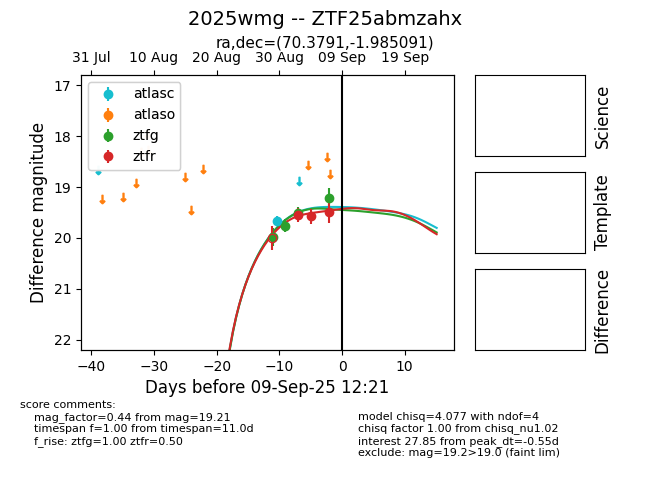 2025wmg -- ZTF25abmzahx
ra,dec=(70.3791,-1.985091)
31 Jul 10 Aug 20 Aug 30 Aug 09 Sep 19 Sep
17
18
19
20
21
22
Difference magnitude
atlasc
atlaso
ztfg
ztfr
−40 −30 −20 −10 0 10
Days before 09-Sep-25 12:21
Science
Template
Difference
score comments:
mag_factor=0.44 from mag=19.21
timespan f=1.00 from timespan=11.0d
f_rise: ztfg=1.00 ztfr=0.50
model chisq=4.077 with ndof=4
chisq factor 1.00 from chisq_nu1.02
interest 27.85 from peak_dt=-0.55d
exclude: mag=19.2>19.0 (faint lim)